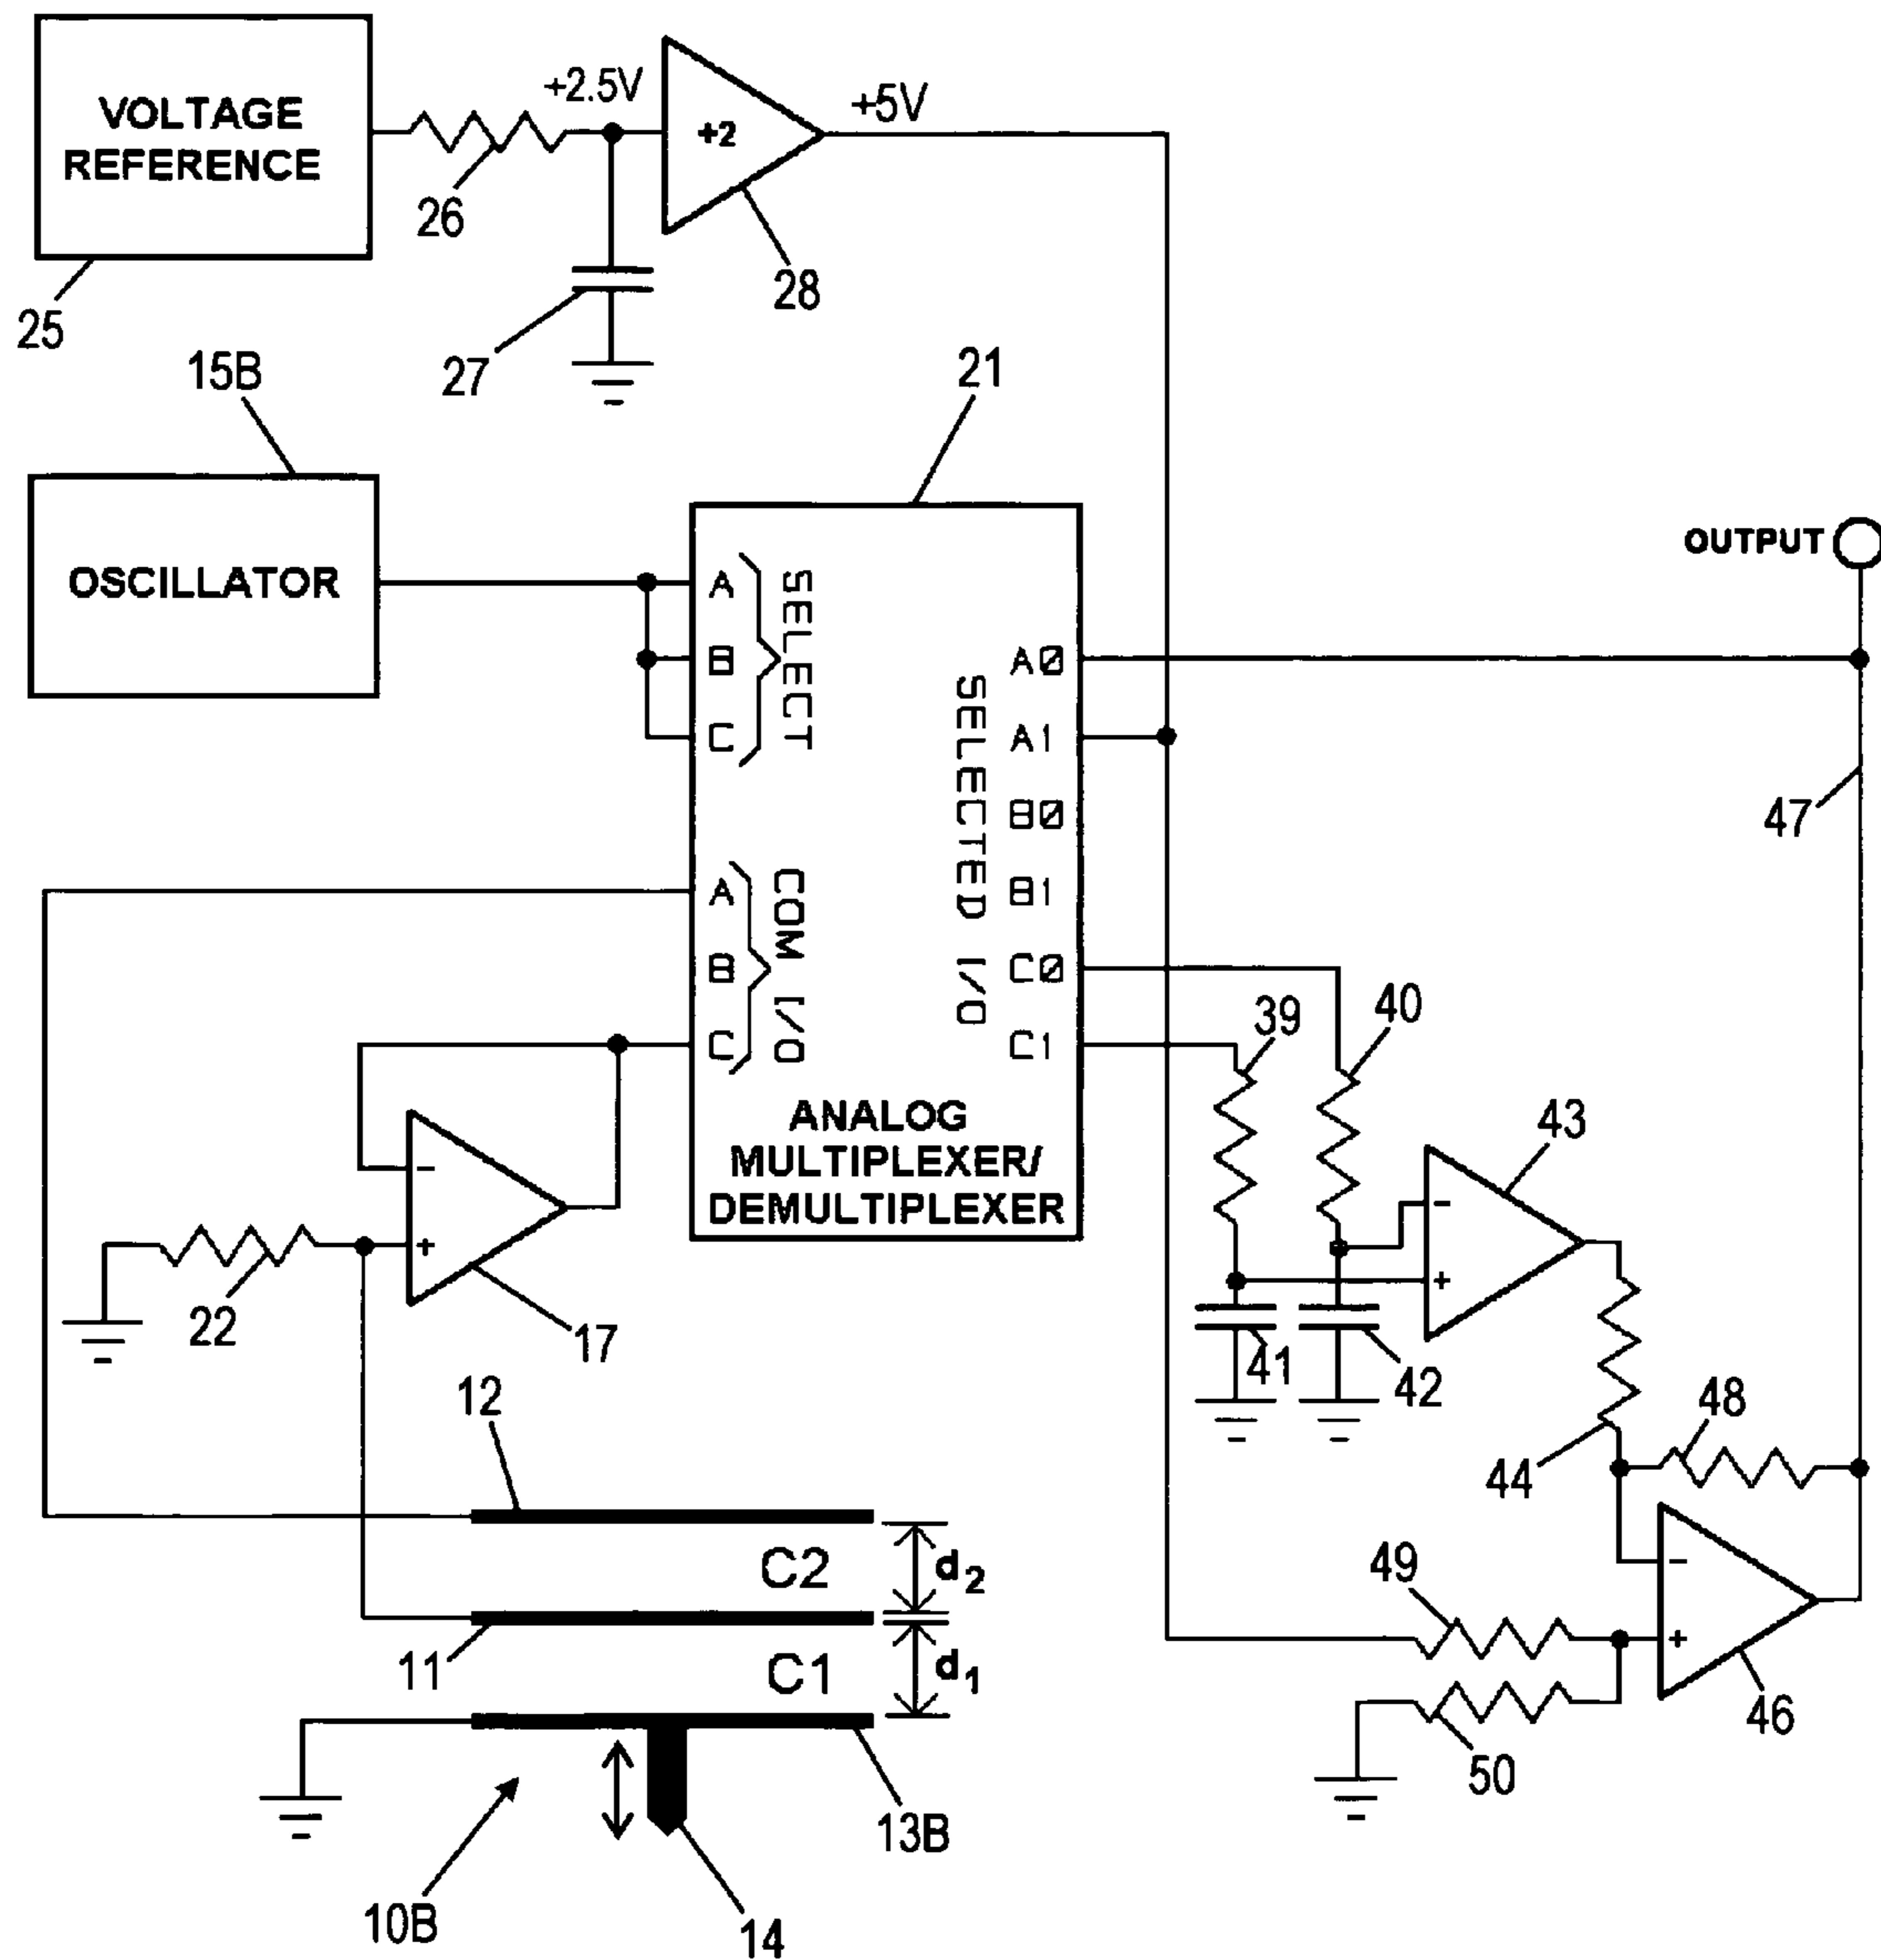 VOLTAGE
REFERENCE
+2.5V
+2
+5V
26
28
25
27
15B
21
OSCILLATOR
OUTPUT
A
B
C
SELECT
A0
A1
B0
B1
C0
C1
SELECTED I/O
A
B
C
COM I/O
ANALOG
MULTIPLEXER/
DEMULTIPLEXER
47
39
40
43
-
+
22
17
-
+
41
42
12
48
44
C2
d2
49
-
+
11
C1
d1
46
50
13B
10B
14